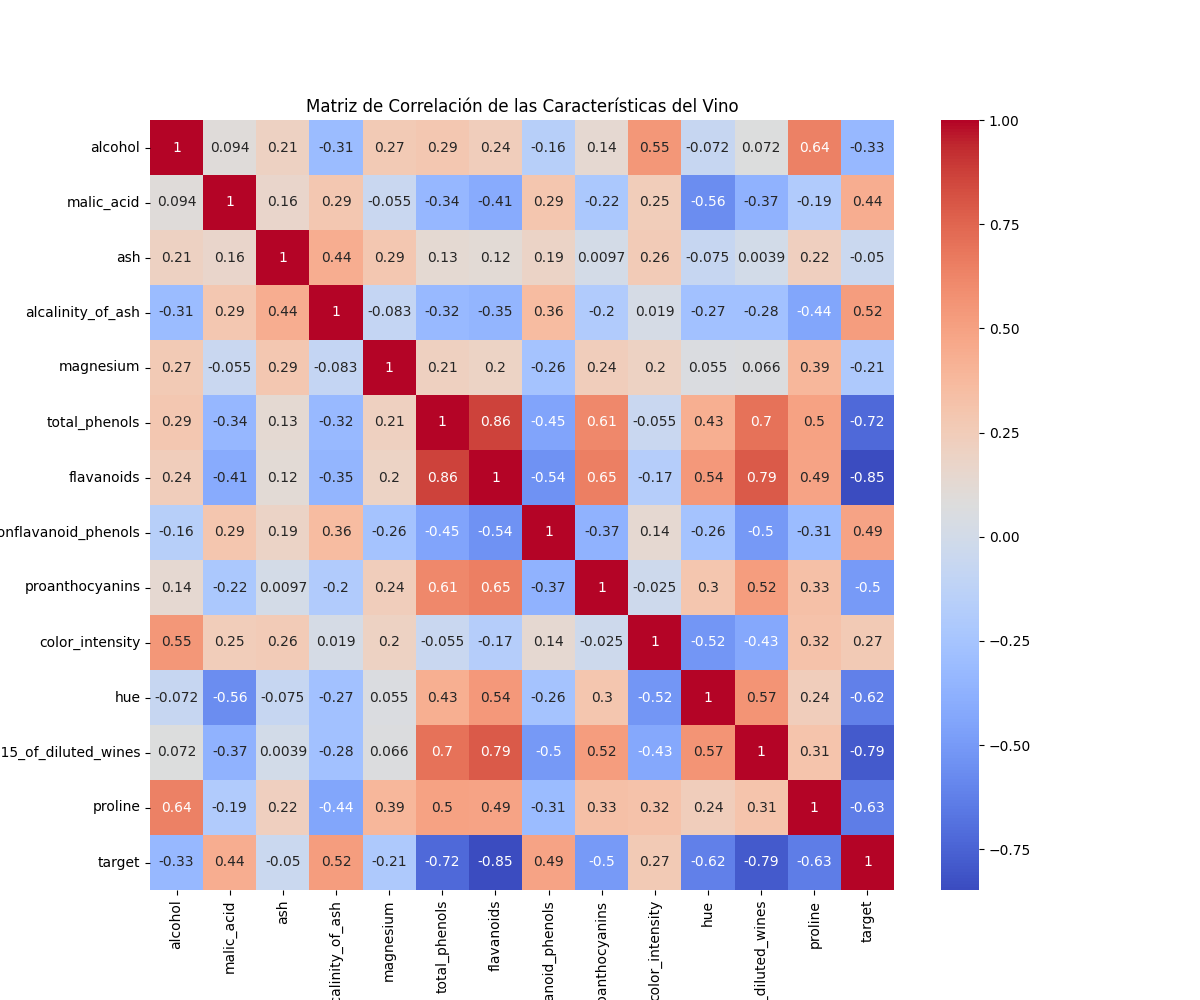 Matriz de Correlación de las Características del Vino
alcohol 1 0.094 0.21 -0.31 0.27 0.29 0.24 -0.16 0.14 0.55 -0.072 0.072 0.64 -0.33
malic_acid 0.094 1 0.16 0.29 -0.055 -0.34 -0.41 0.29 -0.22 0.25 -0.56 -0.37 -0.19 0.44
ash 0.21 0.16 1 0.44 0.29 0.13 0.12 0.19 0.0097 0.26 -0.075 0.0039 0.22 -0.05
alcalinity_of_ash -0.31 0.29 0.44 1 -0.083 -0.32 -0.35 0.36 -0.2 0.019 -0.27 -0.28 -0.44 0.52
magnesium 0.27 -0.055 0.29 -0.083 1 0.21 0.2 -0.26 0.24 0.2 0.055 0.066 0.39 -0.21
total_phenols 0.29 -0.34 0.13 -0.32 0.21 1 0.86 -0.45 0.61 -0.055 0.43 0.7 0.5 -0.72
flavanoids 0.24 -0.41 0.12 -0.35 0.2 0.86 1 -0.54 0.65 -0.17 0.54 0.79 0.49 -0.85
onflavanoid_phenols -0.16 0.29 0.19 0.36 -0.26 -0.45 -0.54 1 -0.37 0.14 -0.26 -0.5 -0.31 0.49
proanthocyanins 0.14 -0.22 0.0097 -0.2 0.24 0.61 0.65 -0.37 1 -0.025 0.3 0.52 0.33 -0.5
color_intensity 0.55 0.25 0.26 0.019 0.2 -0.055 -0.17 0.14 -0.025 1 -0.52 -0.43 0.32 0.27
hue -0.072 -0.56 -0.075 -0.27 0.055 0.43 0.54 -0.26 0.3 -0.52 1 0.57 0.24 -0.62
15_of_diluted_wines 0.072 -0.37 0.0039 -0.28 0.066 0.7 0.79 -0.5 0.52 -0.43 0.57 1 0.31 -0.79
proline 0.64 -0.19 0.22 -0.44 0.39 0.5 0.49 -0.31 0.33 0.32 0.24 0.31 1 -0.63
target -0.33 0.44 -0.05 0.52 -0.21 -0.72 -0.85 0.49 -0.5 0.27 -0.62 -0.79 -0.63 1
alcohol
malic_acid
ash
calinity_of_ash
magnesium
total_phenols
flavanoids
anoid_phenols
oanthocyanins
color_intensity
hue
_diluted_wines
proline
target
1.00
0.75
0.50
0.25
0.00
−0.25
−0.50
−0.75